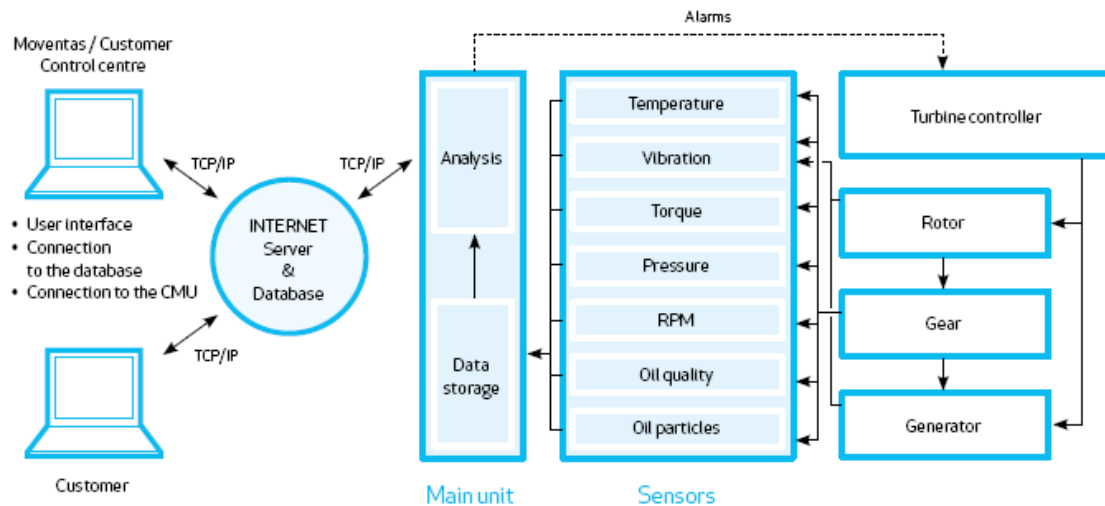 Alarms
Moventas / Customer
Control centre
TCP/IP
TCP/IP
• User interface
• Connection
to the database
• Connection to the CMU
INTERNET
Server
&
Database
TCP/IP
Customer
Analysis
Data
storage
Main unit
Temperature
Vibration
Torque
Pressure
RPM
Oil quality
Oil particles
Sensors
Turbine controller
Rotor
Gear
Generator